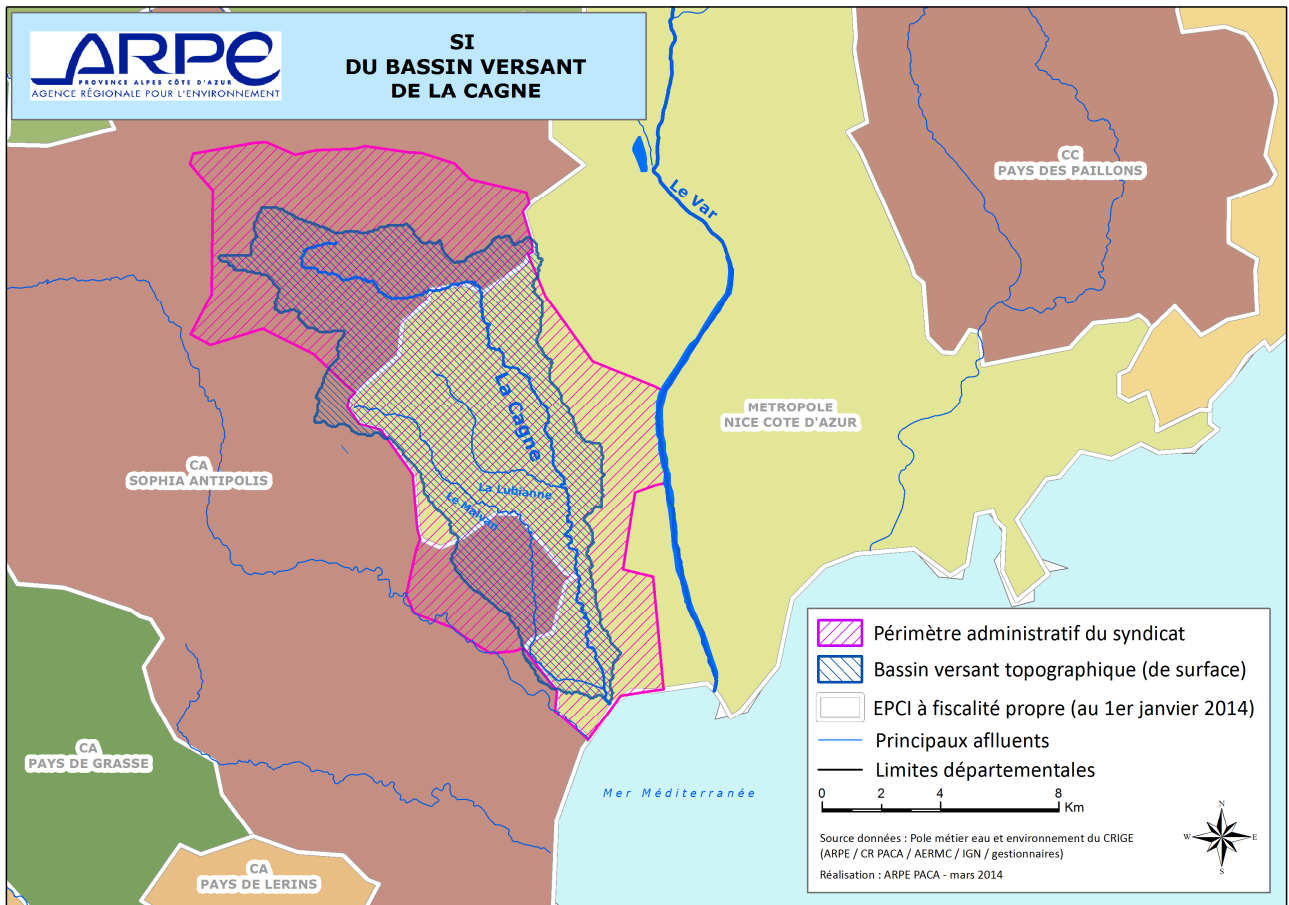 ARPE
PROVENCE ALPES CÔTE D'AZUR
AGENCE RÉGIONALE POUR L'ENVIRONNEMENT
SI
DU BASSIN VERSANT
DE LA CAGNE
CC
PAYS DES PAILLONS
Le Var
METROPOLE
NICE COTE D'AZUR
La Cagne
CA
SOPHIA ANTIPOLIS
La Lubianne
Le Malvan
CA
PAYS DE GRASSE
Mer Méditerranée
CA
PAYS DE LERINS
Périmètre administratif du syndicat
Bassin versant topographique (de surface)
EPCI à fiscalité propre (au 1er janvier 2014)
Principaux aflluents
Limites départementales
0 2 4 8
Km
Source données : Pole métier eau et environnement du CRIGE
(ARPE / CR PACA / AERMC / IGN / gestionnaires)
Réalisation : ARPE PACA - mars 2014
N
W E
S